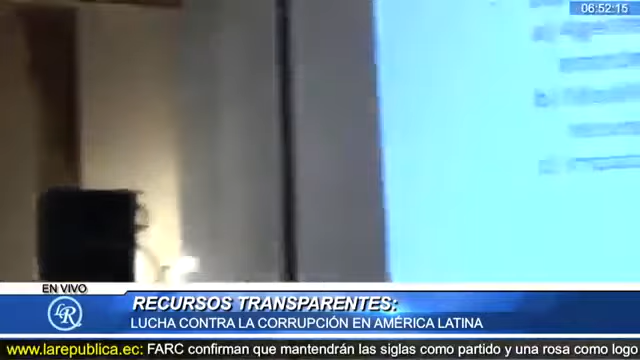 06:52:15
EN VIVO
LR
RECURSOS TRANSPARENTES:
LUCHA CONTRA LA CORRUPCIÓN EN AMÉRICA LATINA
www.larepublica.ec: FARC confirman que mantendrán las siglas como partido y una rosa como logo